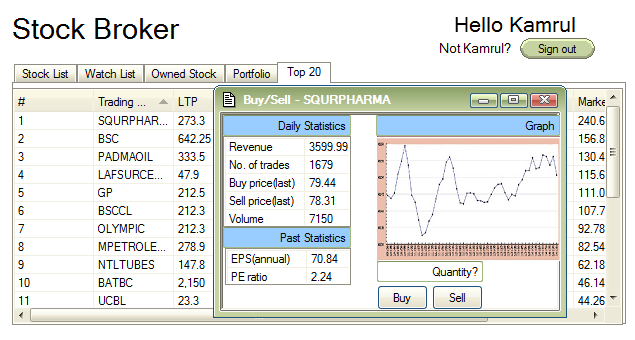 Stock Broker
Hello Kamrul
Not Kamrul? Sign out
Stock List Watch List Owned Stock Portfolio Top 20
# Trading ... LTP Marke
1 SQURPHAR... 273.3 240.6
2 BSC 642.25 156.8
3 PADMAOIL 333.5 130.4
4 LAFSURCE... 47.9 115.6
5 GP 212.5 111.0
6 BSCCL 212.3 107.7
7 OLYMPIC 212.3 92.78
8 MPETROLE... 278.9 82.54
9 NTLTUBES 147.8 62.18
10 BATBC 2,150 46.14
11 UCBL 23.3 44.26
Buy/Sell - SQURPHARMA
Daily Statistics
Revenue 3599.99
No. of trades 1679
Buy price(last) 79.44
Sell price(last) 78.31
Volume 7150
Past Statistics
EPS(annual) 70.84
PE ratio 2.24
Graph
Quantity?
Buy Sell